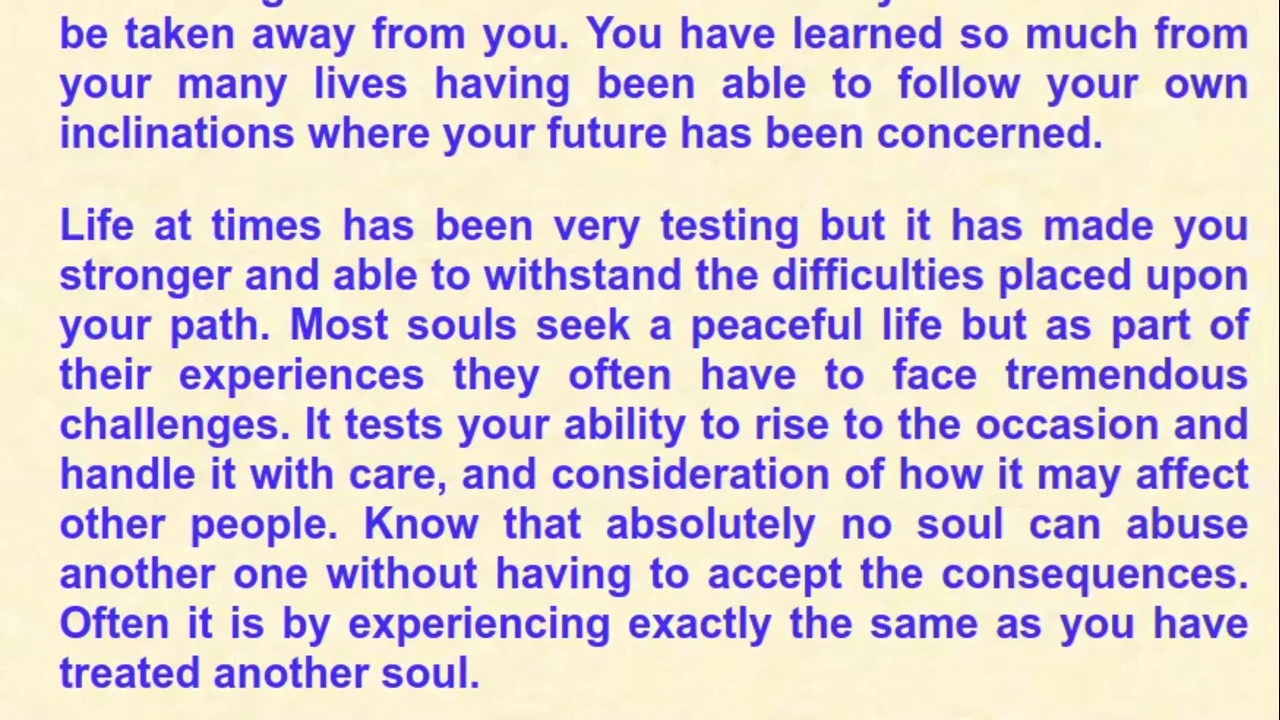 be taken away from you. You have learned so much from
your many lives having been able to follow your own
inclinations where your future has been concerned.
Life at times has been very testing but it has made you
stronger and able to withstand the difficulties placed upon
your path. Most souls seek a peaceful life but as part of
their experiences they often have to face tremendous
challenges. It tests your ability to rise to the occasion and
handle it with care, and consideration of how it may affect
other people. Know that absolutely no soul can abuse
another one without having to accept the consequences.
Often it is by experiencing exactly the same as you have
treated another soul.